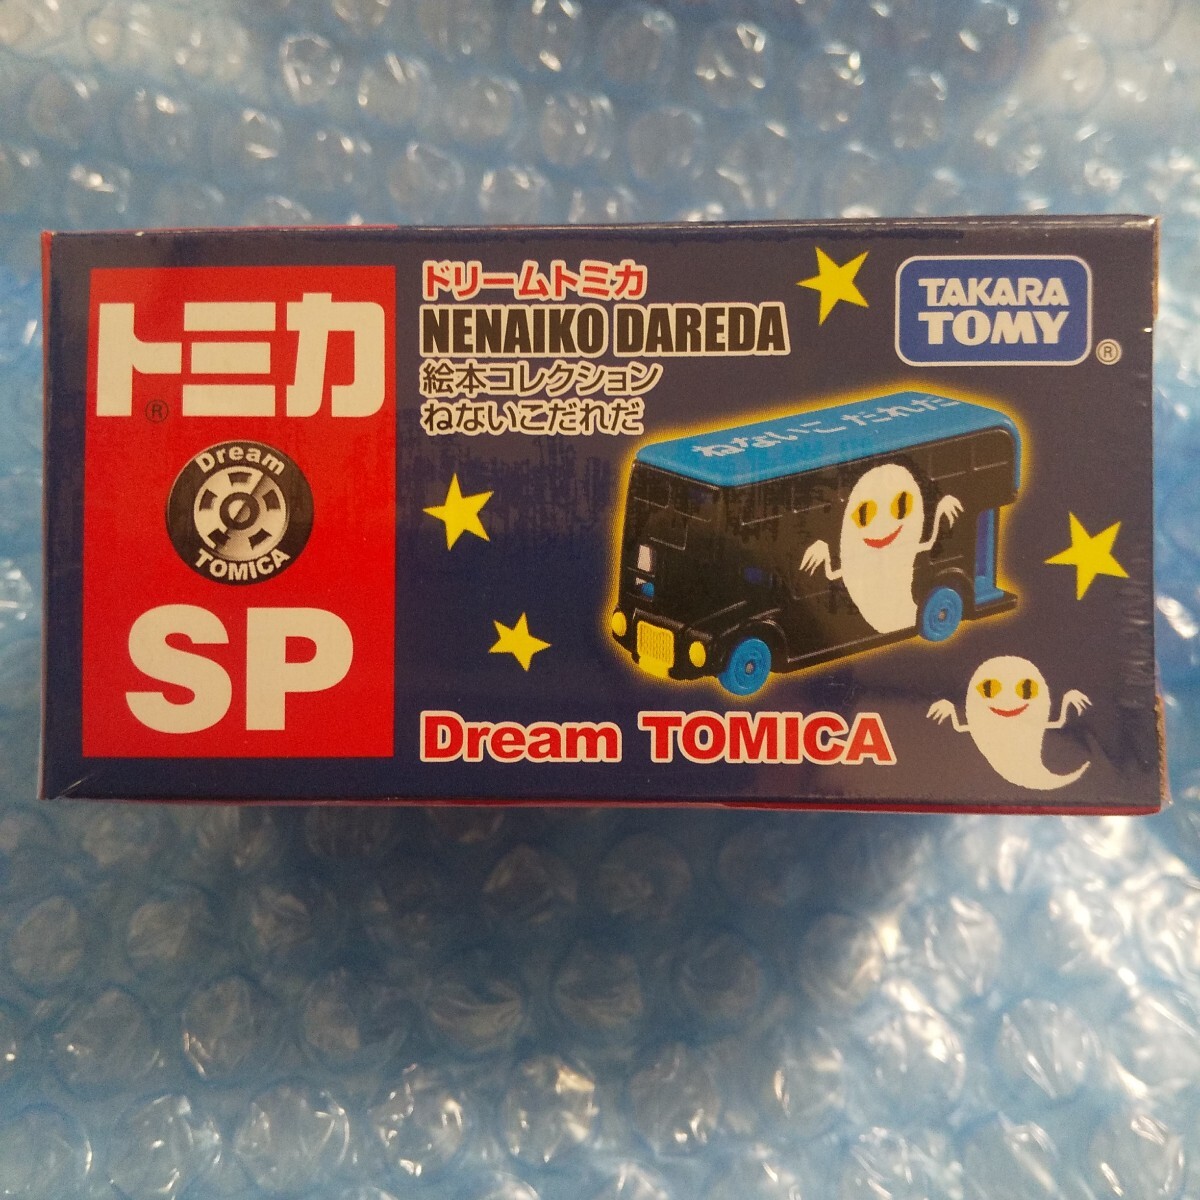 トミカ
®
Dream
TOMICA
SP
ドリームトミカ
NENAIKO DAREDA
絵本コレクション
ねないこだれだ
TAKARA
TOMY
®
ねないこだれだ
Dream TOMICA